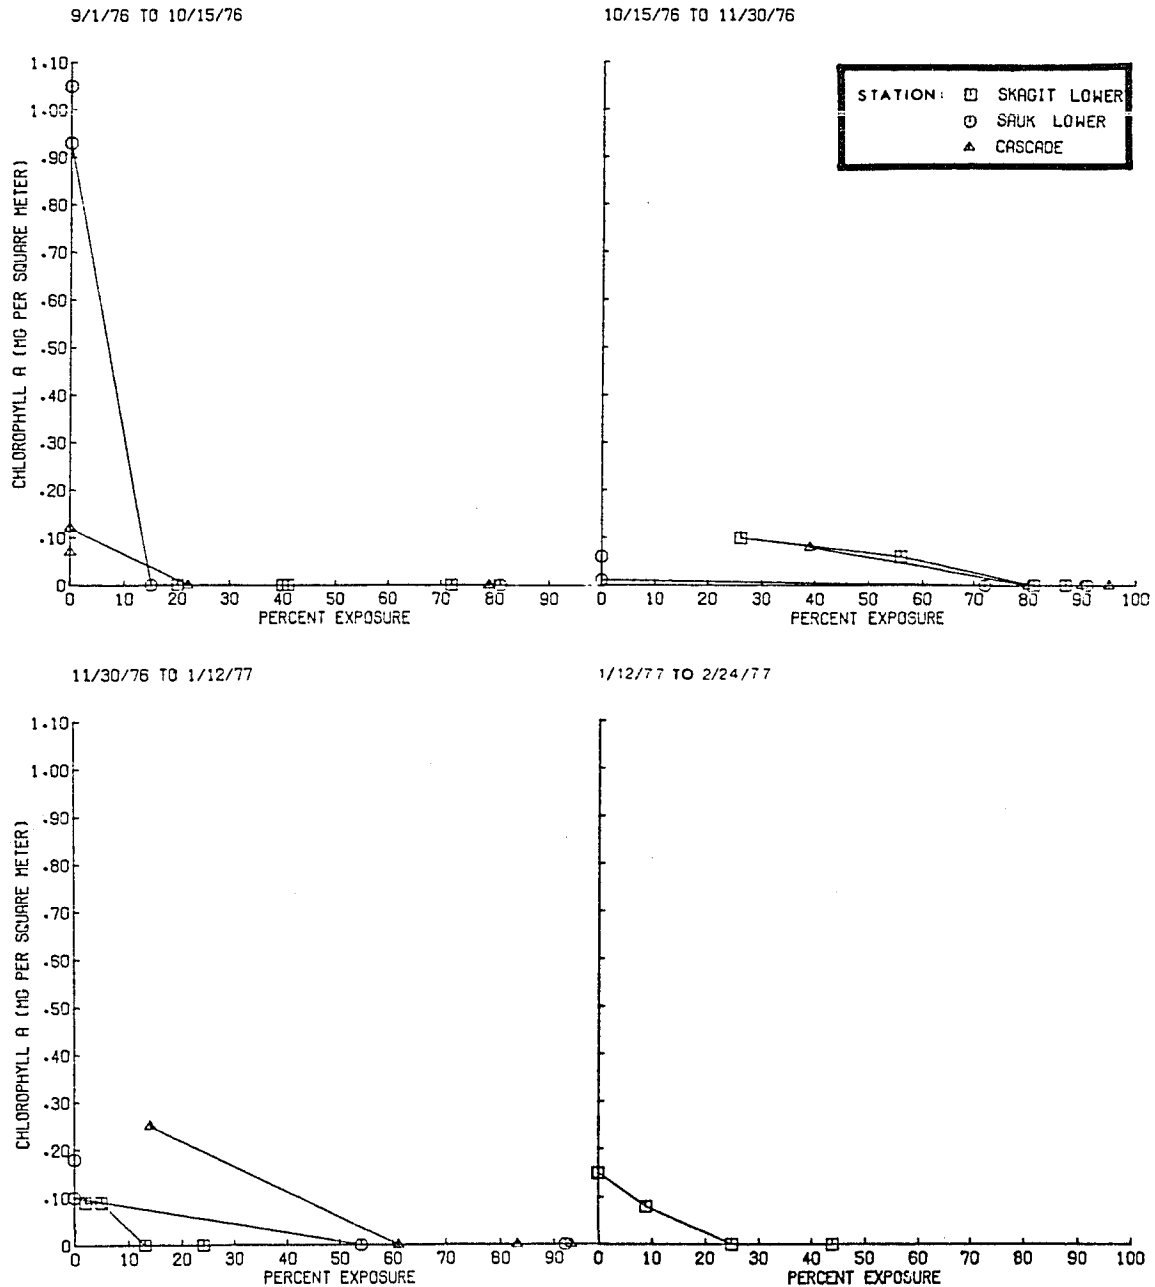 9/1/76 TO 10/15/76
10/15/76 TO 11/30/76
STATION: SKAGIT LOWER
SAUK LOWER
CASCADE
CHLOROPHYLL A (MG PER SQUARE METER)
1.10
1.00
.90
.80
.70
.60
.50
.40
.30
.20
.10
0
0 10 20 30 40 50 60 70 80 90
PERCENT EXPOSURE
0 10 20 30 40 50 60 70 80 90 100
PERCENT EXPOSURE
11/30/76 TO 1/12/77
1/12/77 TO 2/24/77
CHLOROPHYLL A (MG PER SQUARE METER)
1.10
1.00
.90
.80
.70
.60
.50
.40
.30
.20
.10
0
0 10 20 30 40 50 60 70 80 90
PERCENT EXPOSURE
0 10 20 30 40 50 60 70 80 90 100
PERCENT EXPOSURE